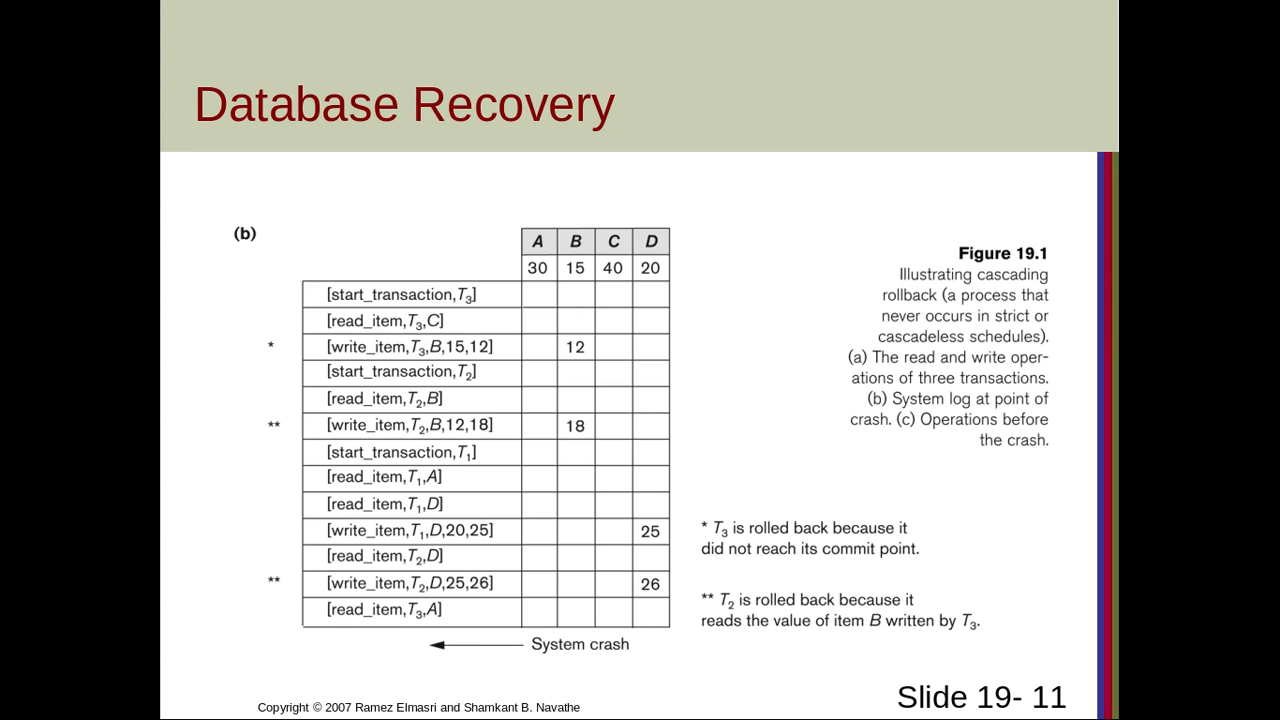 Database Recovery
(b)
A B C D
30 15 40 20
[start_transaction,T3]
[read_item,T3,C]
* [write_item,T3,B,15,12] 12
[start_transaction,T2]
[read_item,T2,B]
** [write_item,T2,B,12,18] 18
[start_transaction,T1]
[read_item,T1,A]
[read_item,T1,D]
[write_item,T1,D,20,25] 25
[read_item,T2,D]
** [write_item,T2,D,25,26] 26
[read_item,T3,A]
System crash
Figure 19.1
Illustrating cascading
rollback (a process that
never occurs in strict or
cascadeless schedules).
(a) The read and write oper-
ations of three transactions.
(b) System log at point of
crash. (c) Operations before
the crash.
* T3 is rolled back because it
did not reach its commit point.
** T2 is rolled back because it
reads the value of item B written by T3.
Copyright © 2007 Ramez Elmasri and Shamkant B. Navathe
Slide 19- 11